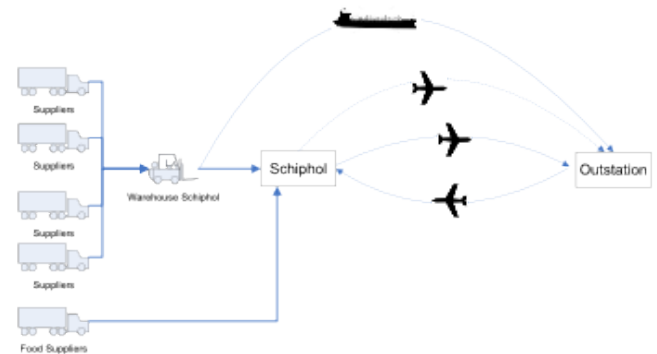 Suppliers
Suppliers
Warehouse Schiphol
Schiphol
Outstation
Suppliers
Suppliers
Food Suppliers